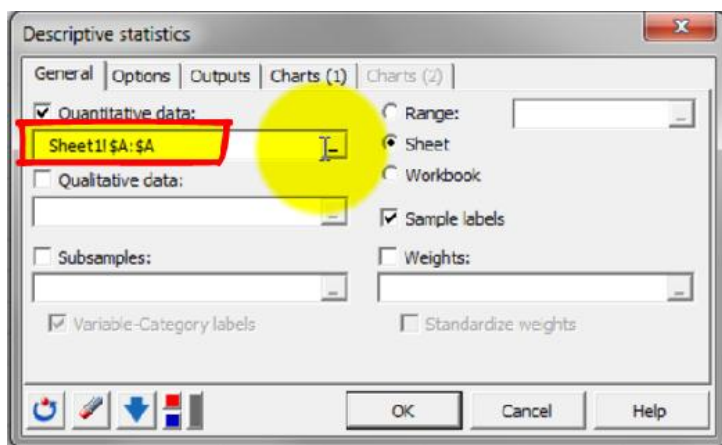 Descriptive statistics
General Options Outputs Charts (1) Charts (2)
Quantitative data:
Sheet1!$A:$A
Qualitative data:
Subsamples:
Variable-Category labels
Range:
Sheet
Workbook
Sample labels
Weights:
Standardize weights
OK Cancel Help